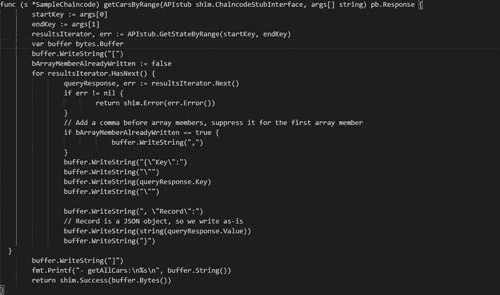 func (s *SampleChaincode) getCarsByRange(APIstub shim.ChaincodeStubInterface, args[] string) pb.Response {
startKey := args[0]
endKey := args[1]
resultsIterator, err := APIstub.GetStateByRange(startKey, endKey)
var buffer bytes.Buffer
buffer.WriteString("[")
bArrayMemberAlreadyWritten := false
for resultsIterator.HasNext() {
queryResponse, err := resultsIterator.Next()
if err != nil {
return shim.Error(err.Error())
}
// Add a comma before array members, suppress it for the first array member
if bArrayMemberAlreadyWritten == true {
buffer.WriteString(",")
}
buffer.WriteString("{\"Key\":")
buffer.WriteString("\"")
buffer.WriteString(queryResponse.Key)
buffer.WriteString("\"")
buffer.WriteString(", \"Record\":")
// Record is a JSON object, so we write as-is
buffer.WriteString(string(queryResponse.Value))
buffer.WriteString("}")
}
buffer.WriteString("]")
fmt.Printf("- getAllCars:\n%s\n", buffer.String())
return shim.Success(buffer.Bytes())
}